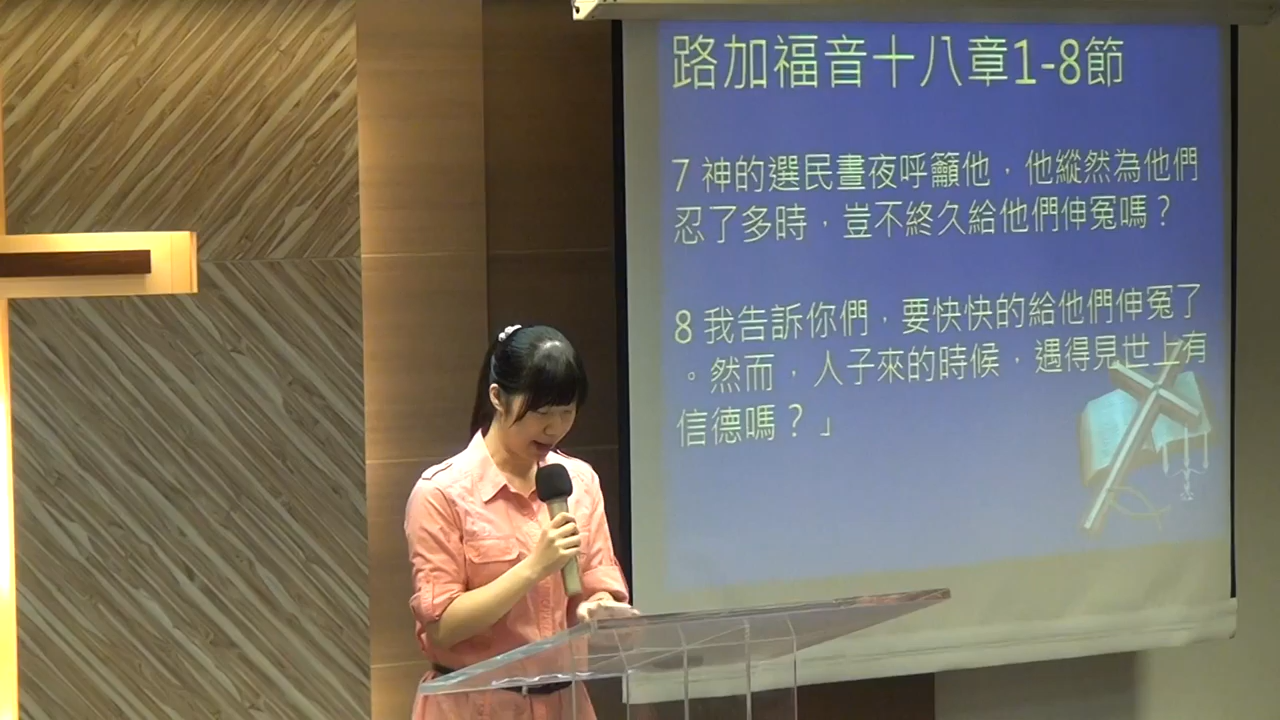 路加福音十八章1-8節
7 神的選民晝夜呼籲他，他縱然為他們
忍了多時，豈不終久給他們伸冤嗎？
8 我告訴你們，要快快的給他們伸冤了
。然而，人子來的時候，遇得見世上有
信德嗎？」